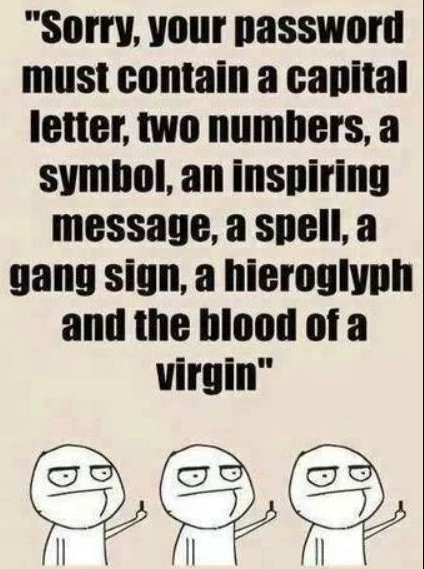 "Sorry, your password
must contain a capital
letter, two numbers, a
symbol, an inspiring
message, a spell, a
gang sign, a hieroglyph
and the blood of a
virgin"